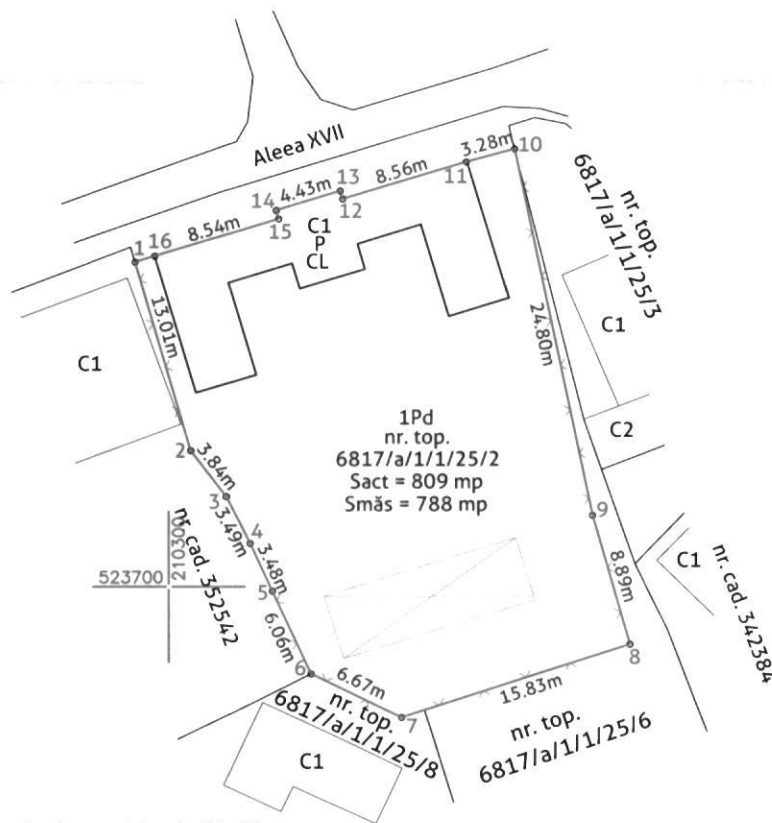 Aleea XVII
3.28m
10
13
8.56m
11
4.43m
14
12
15
8.54m
1
16
C1
P
CL
nr. top.
6817/a/1/1/25/3
13.01m
C1
C1
24.80m
C2
1Pd
nr. top.
6817/a/1/1/25/2
Sact = 809 mp
Smăs = 788 mp
2
3.84m
3
3.49m
4
3.48m
5
6.06m
9
8.89m
C1
nr. cad. 342384
523700
210300
nr. cad. 352542
6
6.67m
7
8
15.83m
nr. top.
6817/a/1/1/25/8
nr. top.
6817/a/1/1/25/6
C1